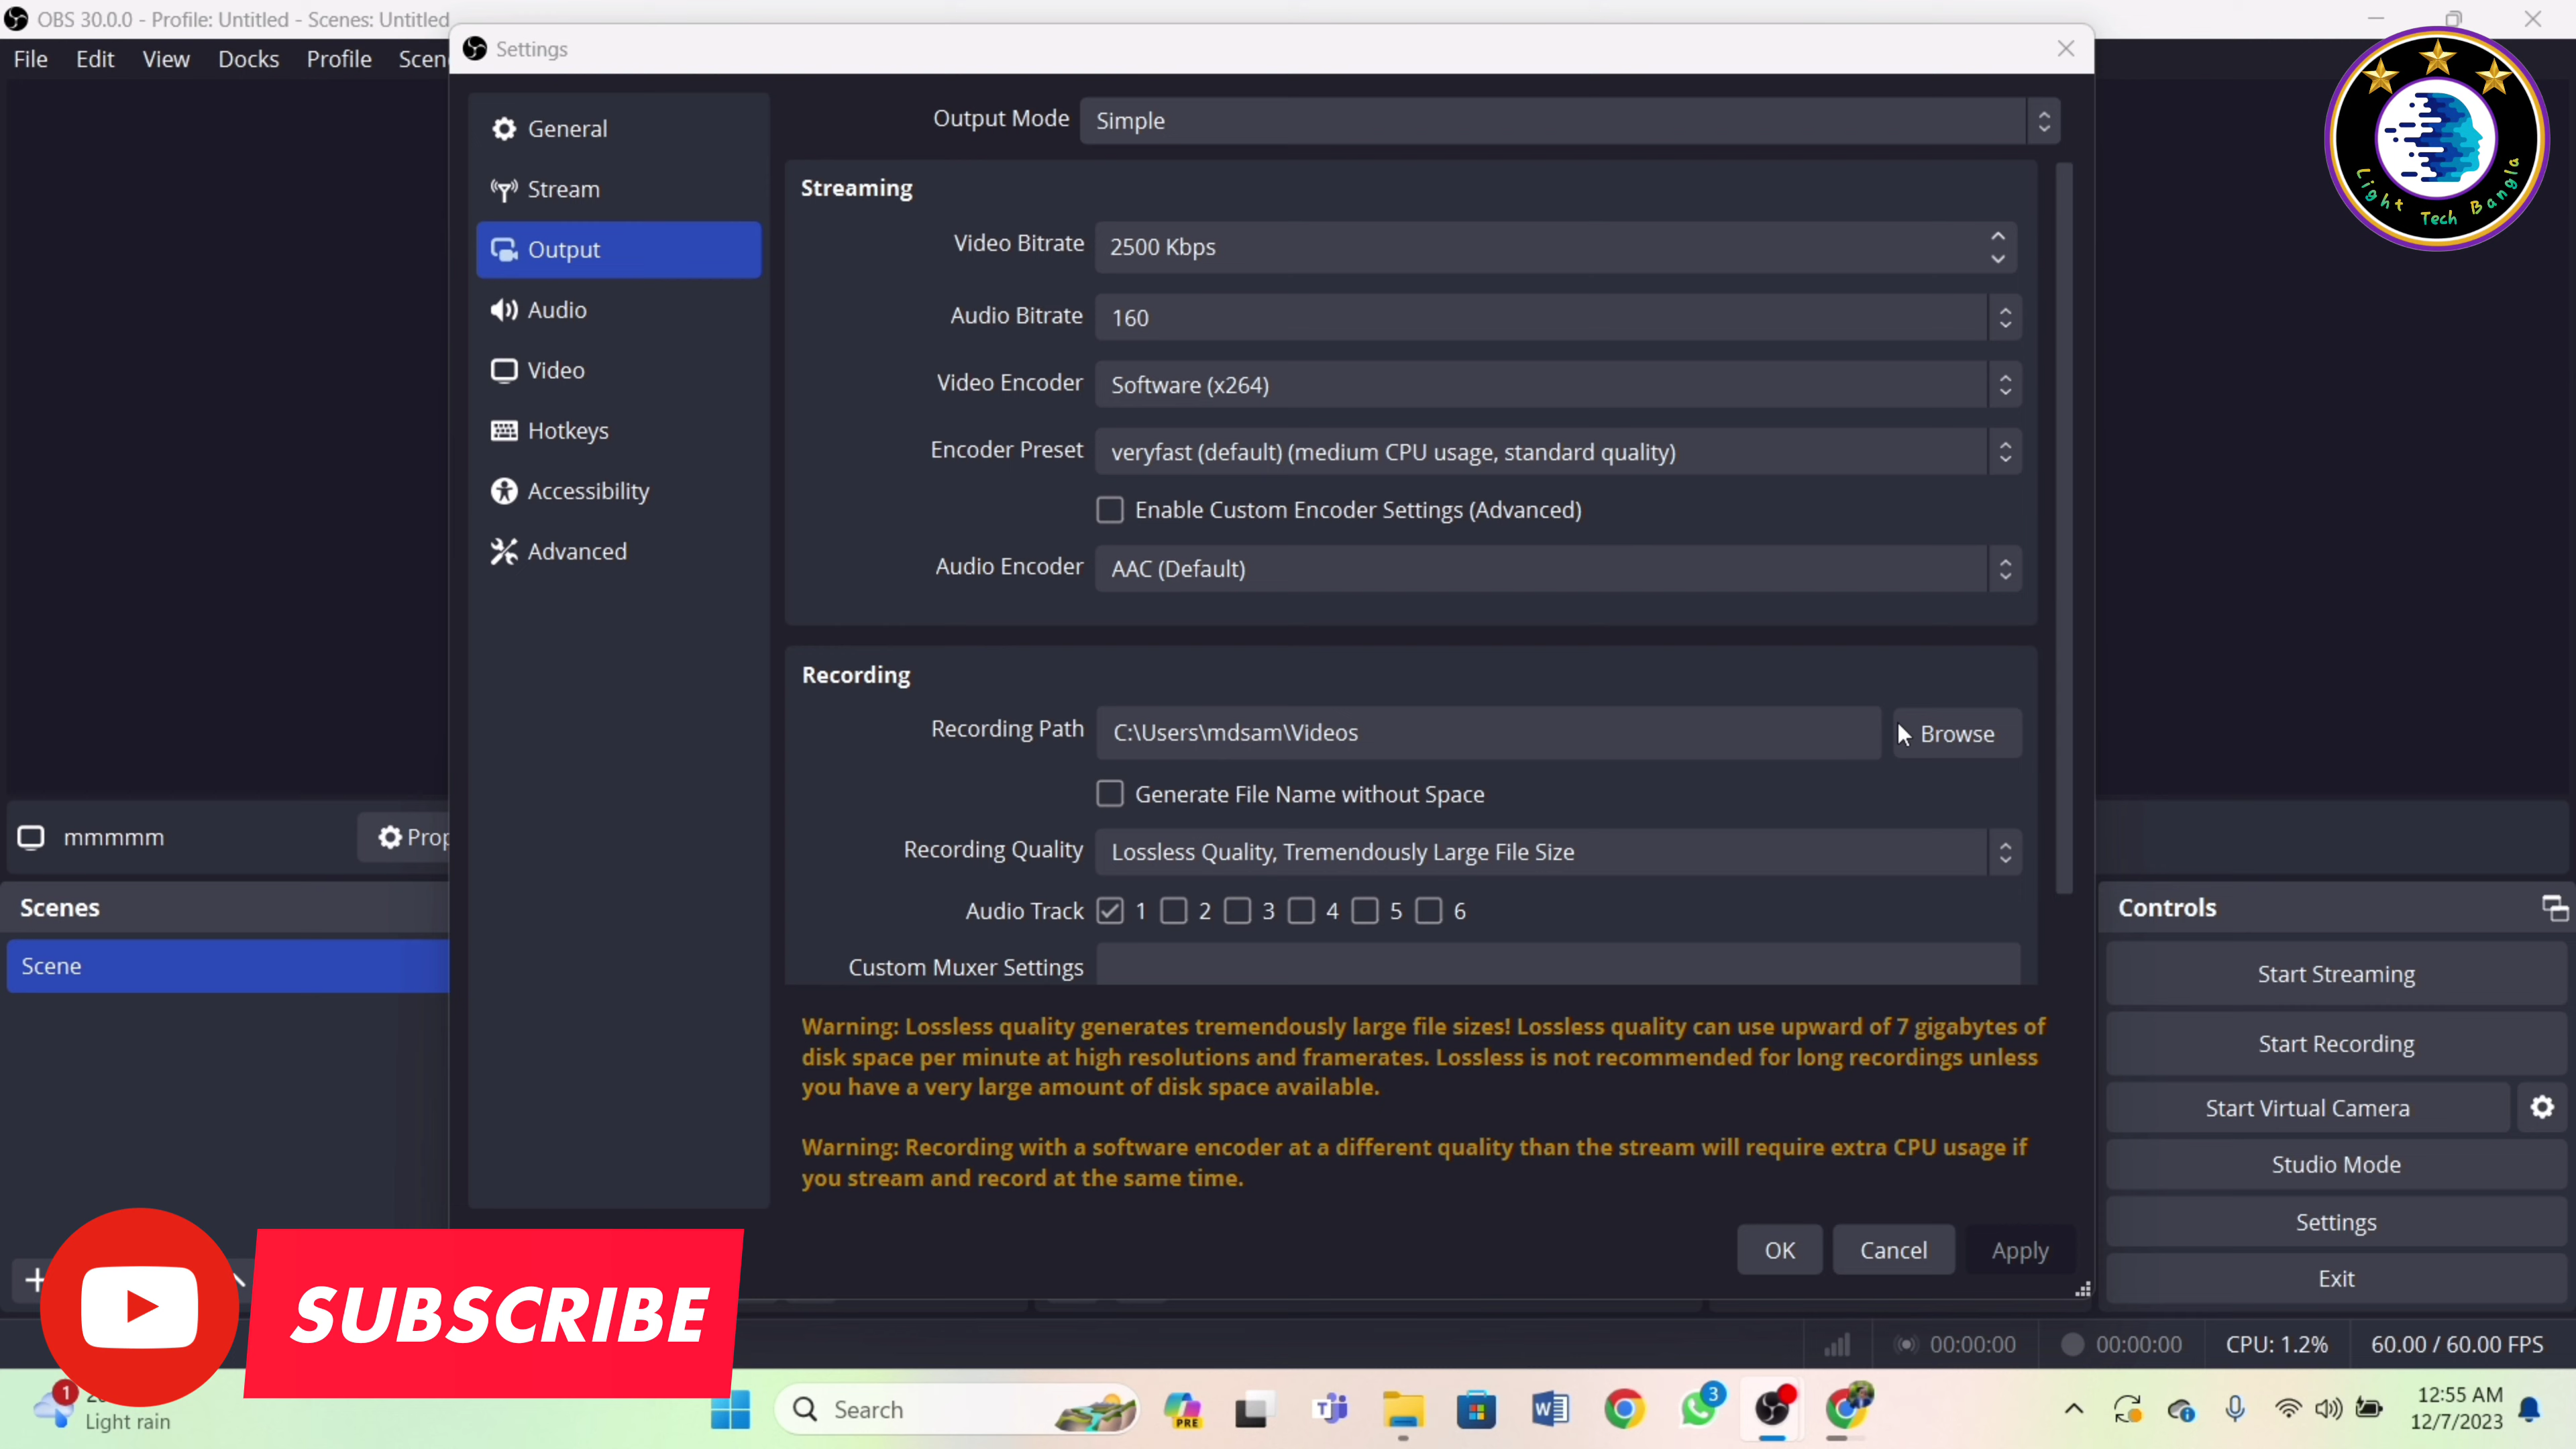 OBS 30.0.0 - Profile: Untitled - Scenes: Untitled
File Edit View Docks Profile Scen
Settings
General
Stream
Output
Audio
Video
Hotkeys
Accessibility
Advanced
Output Mode Simple
Streaming
Video Bitrate 2500 Kbps
Audio Bitrate 160
Video Encoder Software (x264)
Encoder Preset veryfast (default) (medium CPU usage, standard quality)
Enable Custom Encoder Settings (Advanced)
Audio Encoder AAC (Default)
Recording
Recording Path C:\Users\mdsam\Videos Browse
Generate File Name without Space
Recording Quality Lossless Quality, Tremendously Large File Size
Audio Track 1 2 3 4 5 6
Custom Muxer Settings
Warning: Lossless quality generates tremendously large file sizes! Lossless quality can use upward of 7 gigabytes of
disk space per minute at high resolutions and framerates. Lossless is not recommended for long recordings unless
you have a very large amount of disk space available.
Warning: Recording with a software encoder at a different quality than the stream will require extra CPU usage if
you stream and record at the same time.
OK Cancel Apply
Light Tech Bangla
mmmmm Prop
Scenes
Scene
Controls
Start Streaming
Start Recording
Start Virtual Camera
Studio Mode
Settings
Exit
SUBSCRIBE
00:00:00 00:00:00 CPU: 1.2% 60.00 / 60.00 FPS
1
Light rain
Search
PRE
3
12:55 AM
12/7/2023